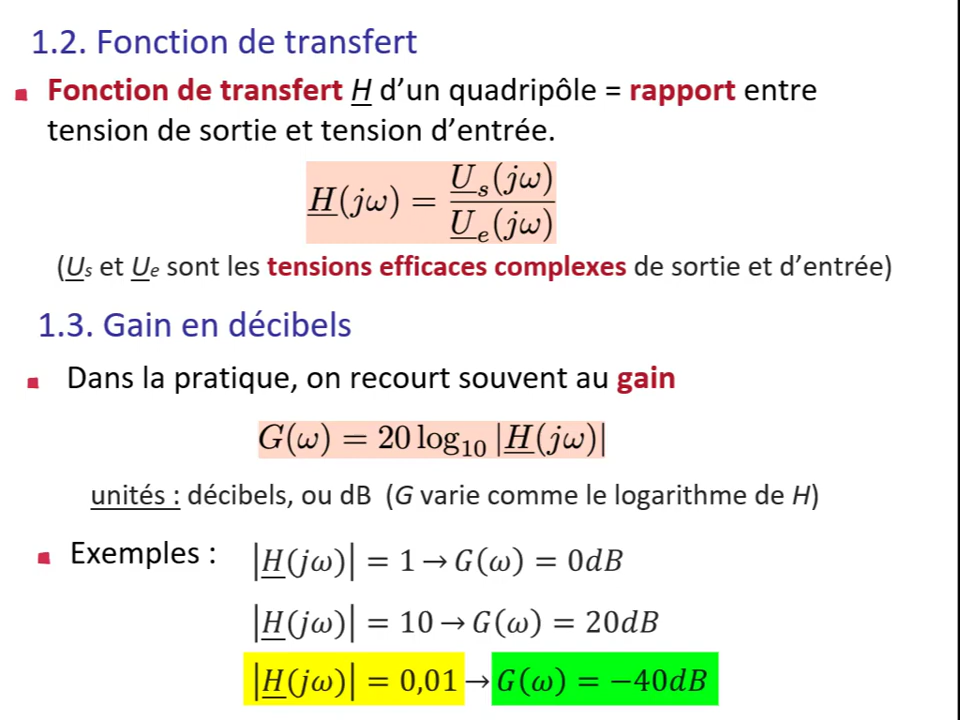 1.2. Fonction de transfert
Fonction de transfert H d'un quadripôle = rapport entre
tension de sortie et tension d'entrée.
H(jω) = U_s(jω) / U_e(jω)
(Us et Ue sont les tensions efficaces complexes de sortie et d'entrée)
1.3. Gain en décibels
Dans la pratique, on recourt souvent au gain
G(ω) = 20 log₁₀ |H(jω)|
unités : décibels, ou dB (G varie comme le logarithme de H)
Exemples :
|H(jω)| = 1 → G(ω) = 0dB
|H(jω)| = 10 → G(ω) = 20dB
|H(jω)| = 0,01 → G(ω) = −40dB